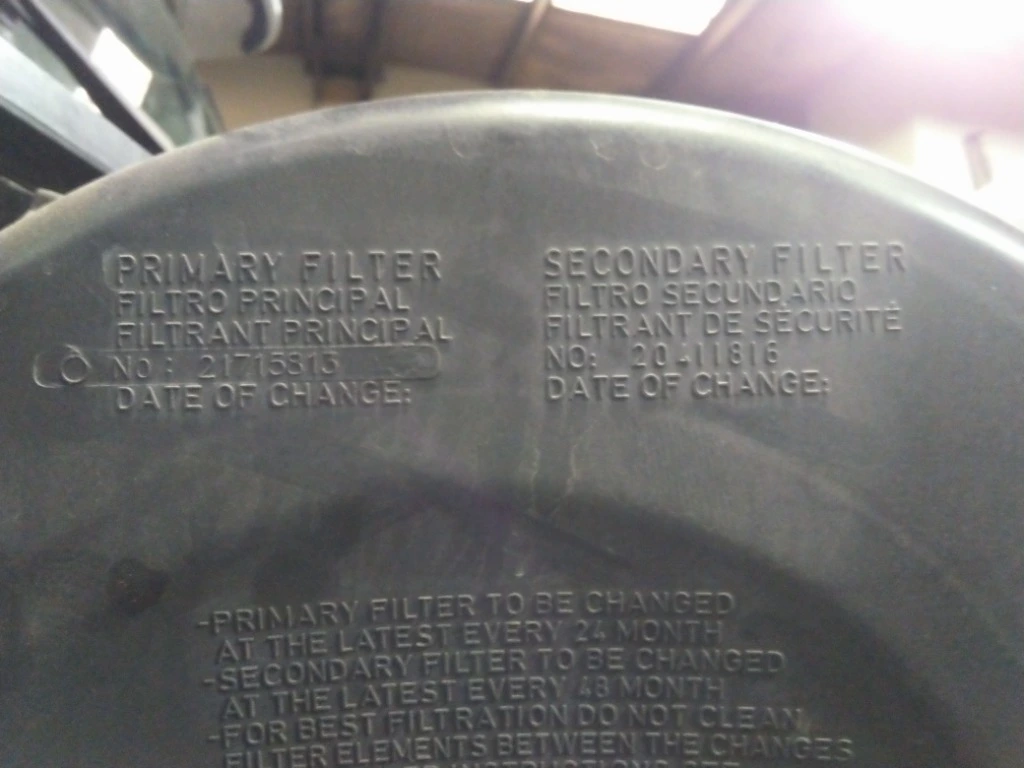 PRIMARY FILTER
FILTRO PRINCIPAL
FILTRANT PRINCIPAL
No: 21715813
DATE OF CHANGE:
SECONDARY FILTER
FILTRO SECUNDARIO
FILTRANT DE SÉCURITÉ
NO: 20411816
DATE OF CHANGE:
-PRIMARY FILTER TO BE CHANGED
AT THE LATEST EVERY 24 MONTH
-SECONDARY FILTER TO BE CHANGED
AT THE LATEST EVERY 48 MONTH
-FOR BEST FILTRATION DO NOT CLEAN
FILTER ELEMENTS BETWEEN THE CHANGES